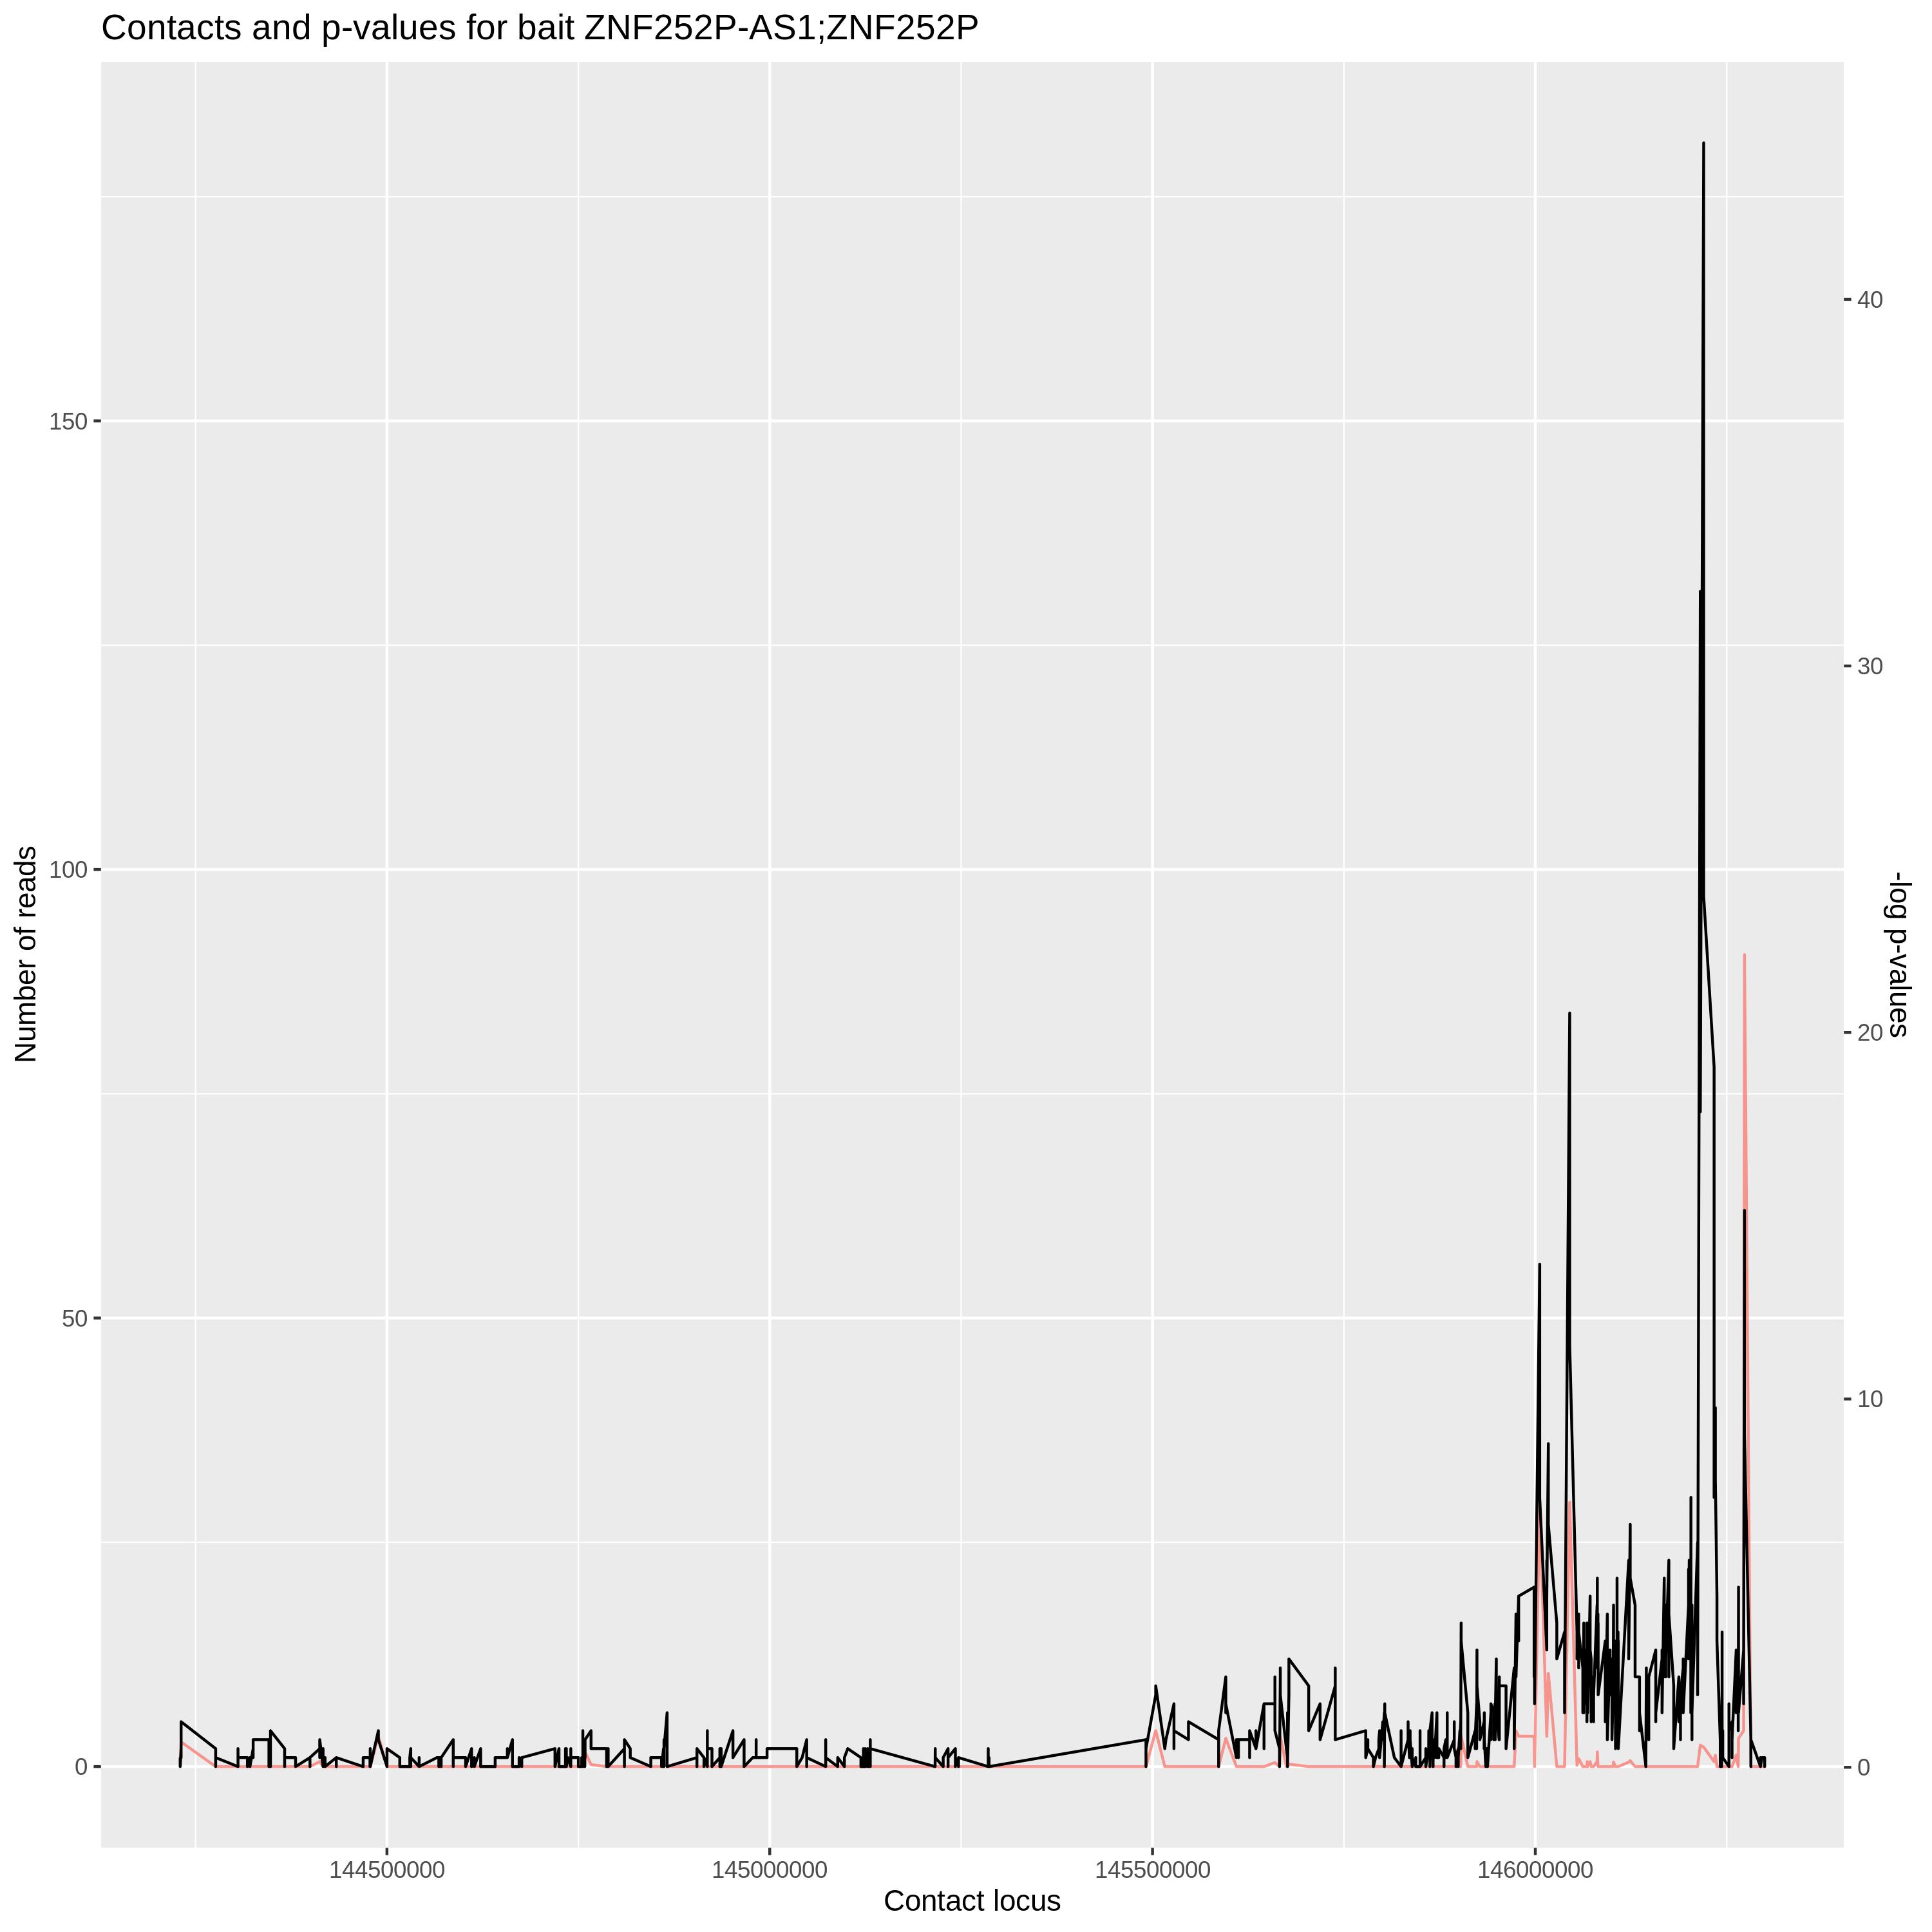 Contacts and p-values for bait ZNF252P-AS1;ZNF252P
Number of reads
150
100
50
0
40
30
20
10
0
-log p-values
144500000 145000000 145500000 146000000
Contact locus